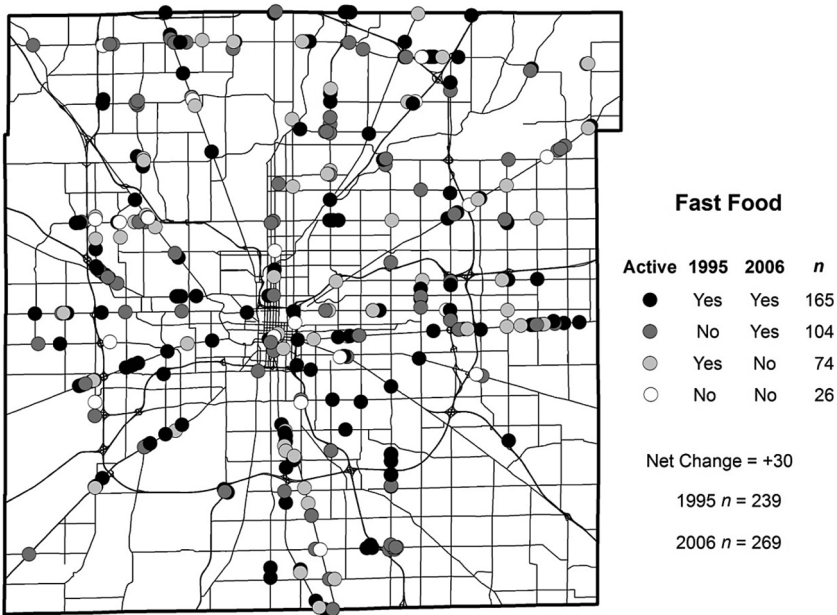 Fast Food
Active 1995 2006 n
Yes Yes 165
No Yes 104
Yes No 74
No No 26
Net Change = +30
1995 n = 239
2006 n = 269